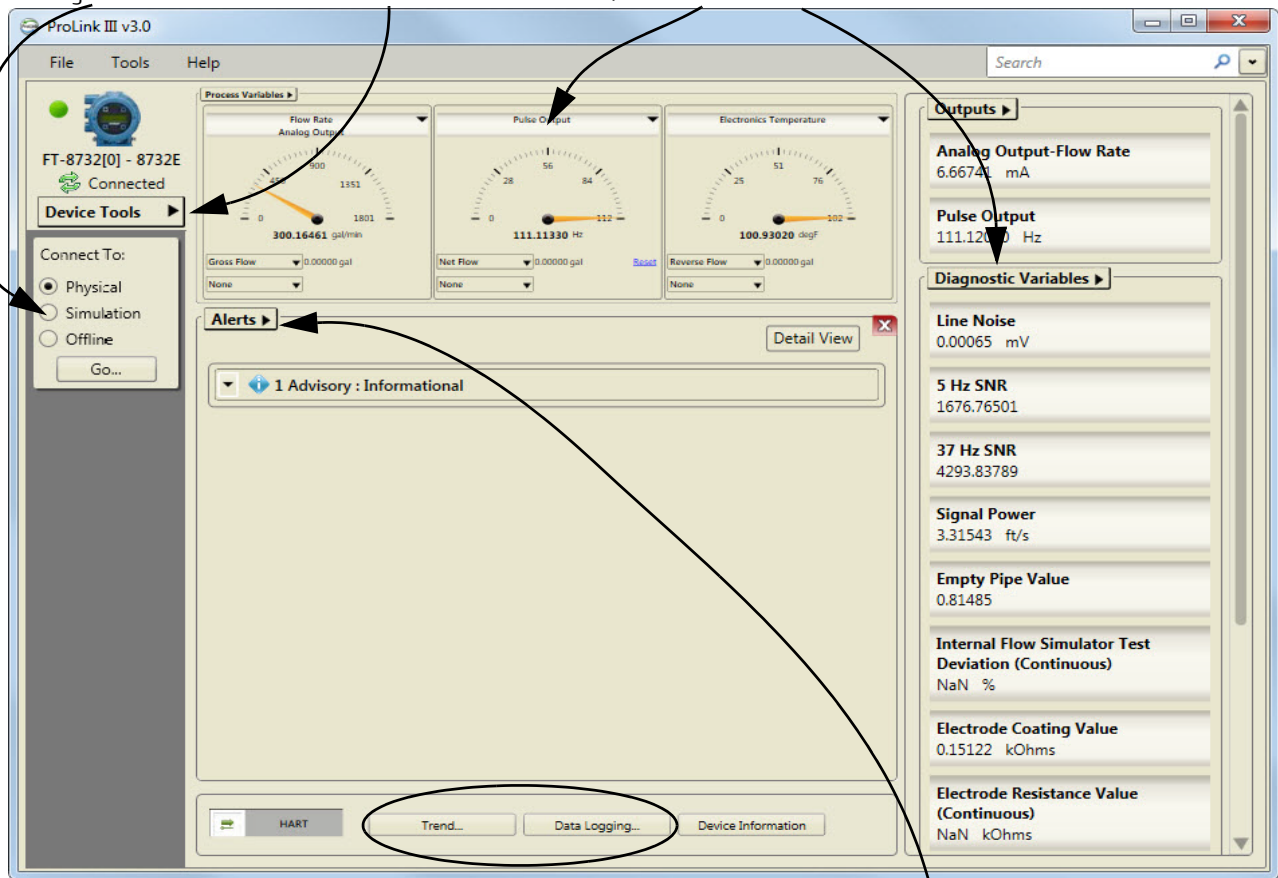 ProLink III v3.0
File Tools Help
Search
FT-8732[0] - 8732E
Connected
Device Tools
Connect To:
Physical
Simulation
Offline
Go...
Process Variables
Flow Rate
Analog Output
0 450 900 1351 1801
300.16461 gal/min
Gross Flow 0.00000 gal
None
Pulse Output
0 28 56 84 112
111.11330 Hz
Net Flow 0.00000 gal Reset
None
Electronics Temperature
0 25 51 76 102
100.93020 degF
Reverse Flow 0.00000 gal
None
Alerts
Detail View
1 Advisory : Informational
HART Trend... Data Logging... Device Information
Outputs
Analog Output-Flow Rate
6.66741 mA
Pulse Output
Hz
Diagnostic Variables
Line Noise
0.00065 mV
5 Hz SNR
1676.76501
37 Hz SNR
4293.83789
Signal Power
3.31543 ft/s
Empty Pipe Value
0.81485
Internal Flow Simulator Test
Deviation (Continuous)
NaN %
Electrode Coating Value
0.15122 kOhms
Electrode Resistance Value
(Continuous)
NaN kOhms